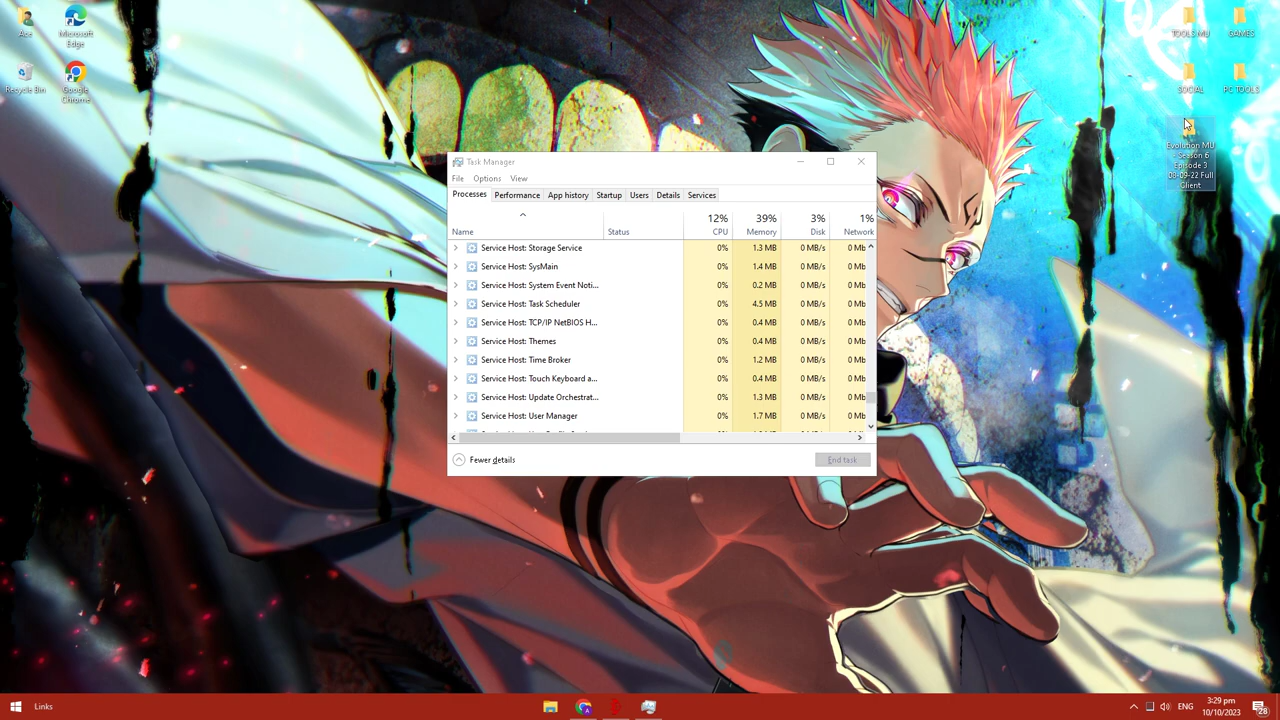 Ace
Microsoft
Edge
Recycle Bin
Google
Chrome
TOOLS MU
GAMES
SOCIAL
PC TOOLS
Evolution MU
- Season 6
Episode 3
08-09-22 Full
Client
Task Manager
File Options View
Processes Performance App history Startup Users Details Services
12% 39% 3% 1%
Name Status CPU Memory Disk Network
Service Host: Storage Service 0% 1.3 MB 0 MB/s 0 Mb
Service Host: SysMain 0% 1.4 MB 0 MB/s 0 Mb
Service Host: System Event Noti... 0% 0.2 MB 0 MB/s 0 Mb
Service Host: Task Scheduler 0% 4.5 MB 0 MB/s 0 Mb
Service Host: TCP/IP NetBIOS H... 0% 0.4 MB 0 MB/s 0 Mb
Service Host: Themes 0% 0.4 MB 0 MB/s 0 Mb
Service Host: Time Broker 0% 1.2 MB 0 MB/s 0 Mb
Service Host: Touch Keyboard a... 0% 0.4 MB 0 MB/s 0 Mb
Service Host: Update Orchestrat... 0% 1.3 MB 0 MB/s 0 Mb
Service Host: User Manager 0% 1.7 MB 0 MB/s 0 Mb
Fewer details
End task
Links
ENG
3:29 pm
10/10/2023
28